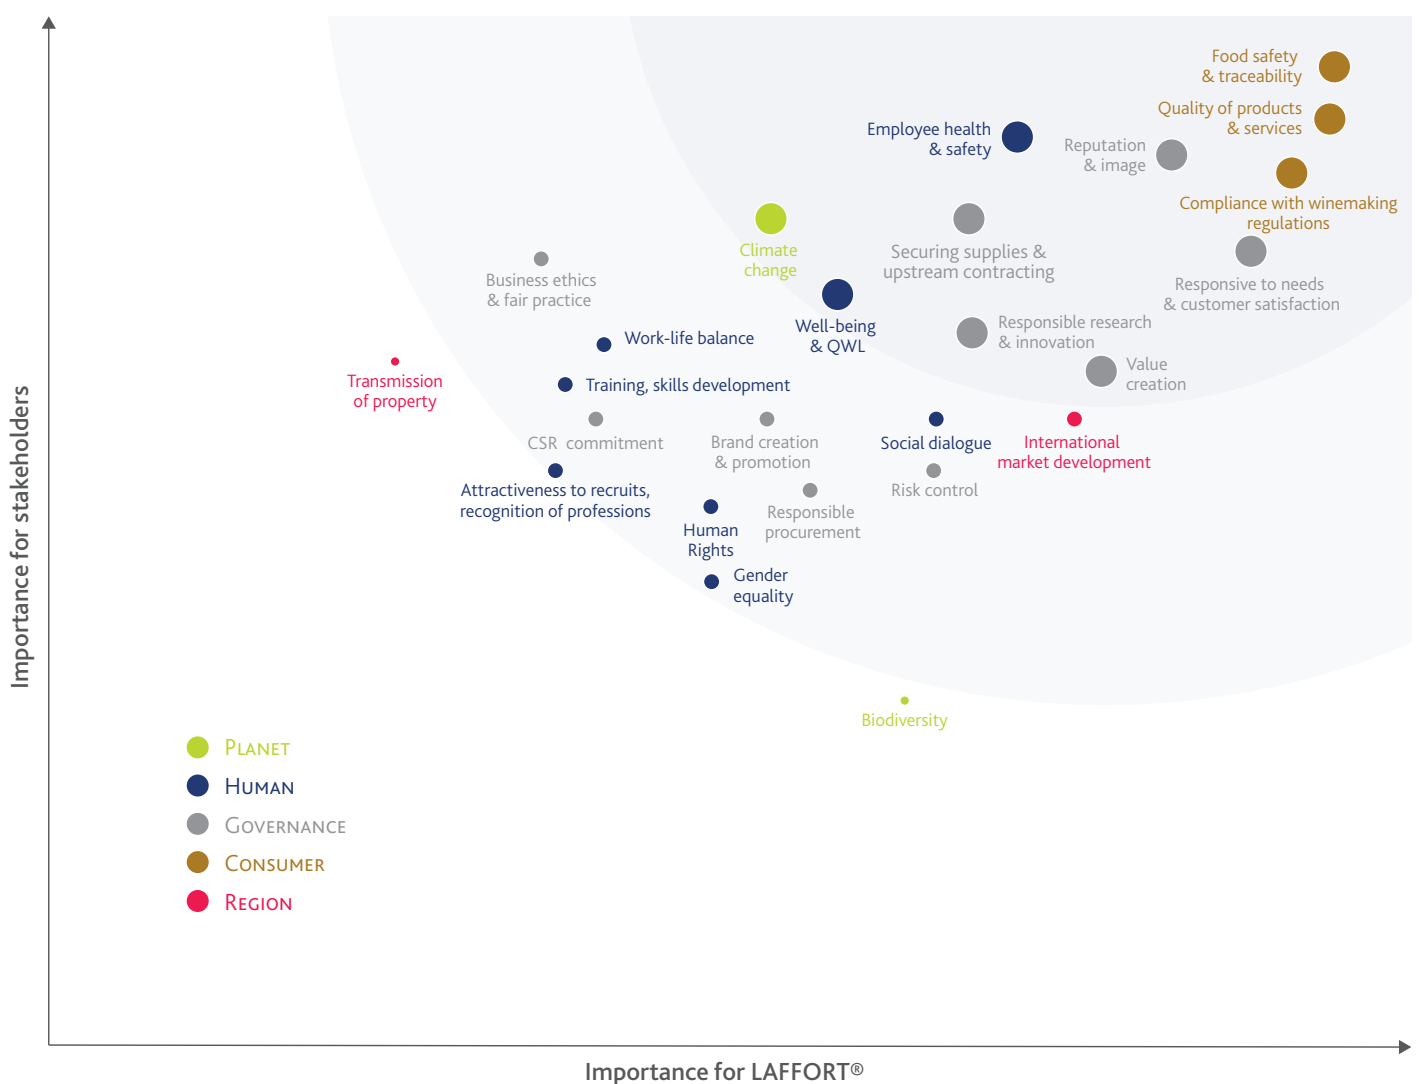 Food safety
& traceability
Quality of products
& services
Employee health
& safety
Reputation
& image
Compliance with winemaking
regulations
Climate
change
Securing supplies &
upstream contracting
Business ethics
& fair practice
Responsive to needs
& customer satisfaction
Well-being
& QWL
Responsible research
& innovation
Work-life balance
Value
creation
Transmission
of property
Training, skills development
CSR commitment
Brand creation
& promotion
Social dialogue
International
market development
Attractiveness to recruits,
recognition of professions
Risk control
Responsible
procurement
Human
Rights
Gender
equality
Biodiversity
Importance for stakeholders
PLANET
HUMAN
GOVERNANCE
CONSUMER
REGION
Importance for LAFFORT®